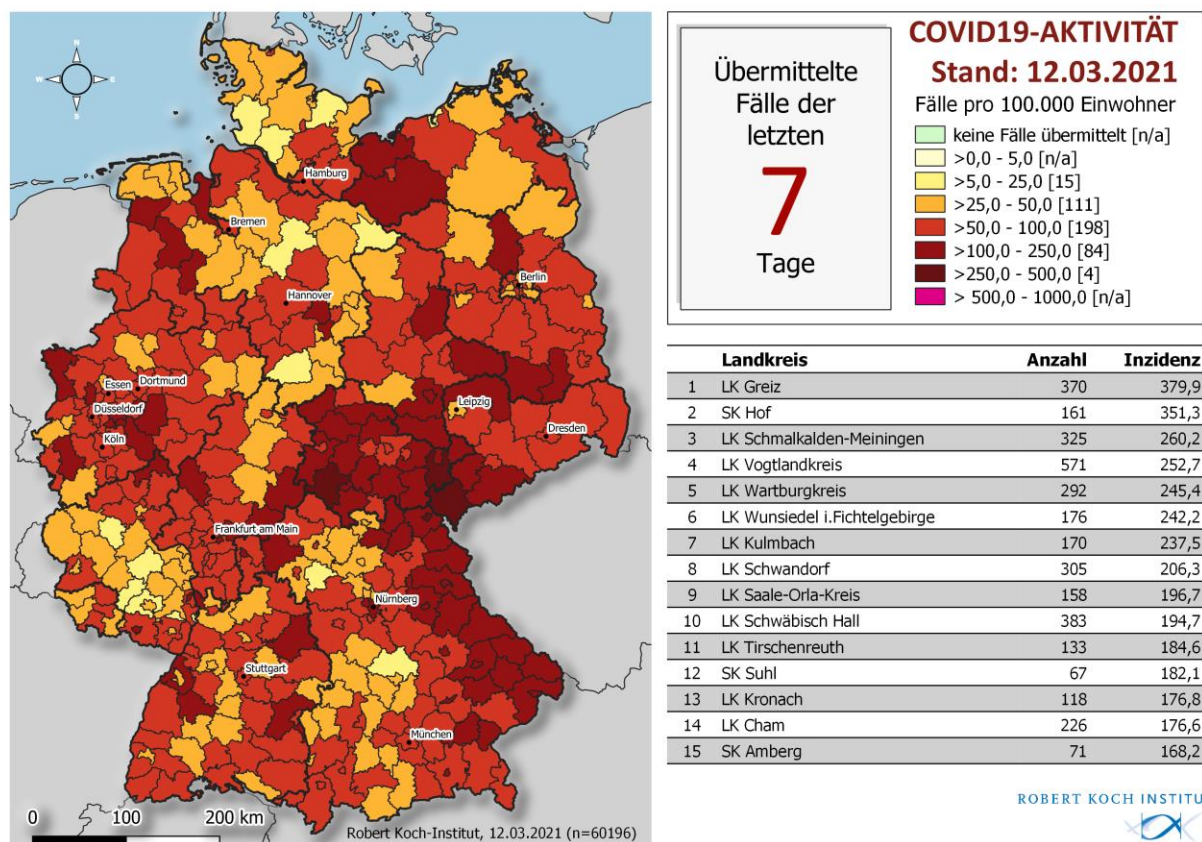 N
W
E
S
Hamburg
Bremen
Berlin
Hannover
Essen
Dortmund
Düsseldorf
Köln
Leipzig
Dresden
Frankfurt am Main
Nürnberg
Stuttgart
München
0 100 200 km
Robert Koch-Institut, 12.03.2021 (n=60196)
Übermittelte
Fälle der
letzten
7
Tage
COVID19-AKTIVITÄT
Stand: 12.03.2021
Fälle pro 100.000 Einwohner
keine Fälle übermittelt [n/a]
>0,0 - 5,0 [n/a]
>5,0 - 25,0 [15]
>25,0 - 50,0 [111]
>50,0 - 100,0 [198]
>100,0 - 250,0 [84]
>250,0 - 500,0 [4]
> 500,0 - 1000,0 [n/a]
Landkreis Anzahl Inzidenz
1 LK Greiz 370 379,9
2 SK Hof 161 351,3
3 LK Schmalkalden-Meiningen 325 260,2
4 LK Vogtlandkreis 571 252,7
5 LK Wartburgkreis 292 245,4
6 LK Wunsiedel i.Fichtelgebirge 176 242,2
7 LK Kulmbach 170 237,5
8 LK Schwandorf 305 206,3
9 LK Saale-Orla-Kreis 158 196,7
10 LK Schwäbisch Hall 383 194,7
11 LK Tirschenreuth 133 184,6
12 SK Suhl 67 182,1
13 LK Kronach 118 176,8
14 LK Cham 226 176,6
15 SK Amberg 71 168,2
ROBERT KOCH INSTITU